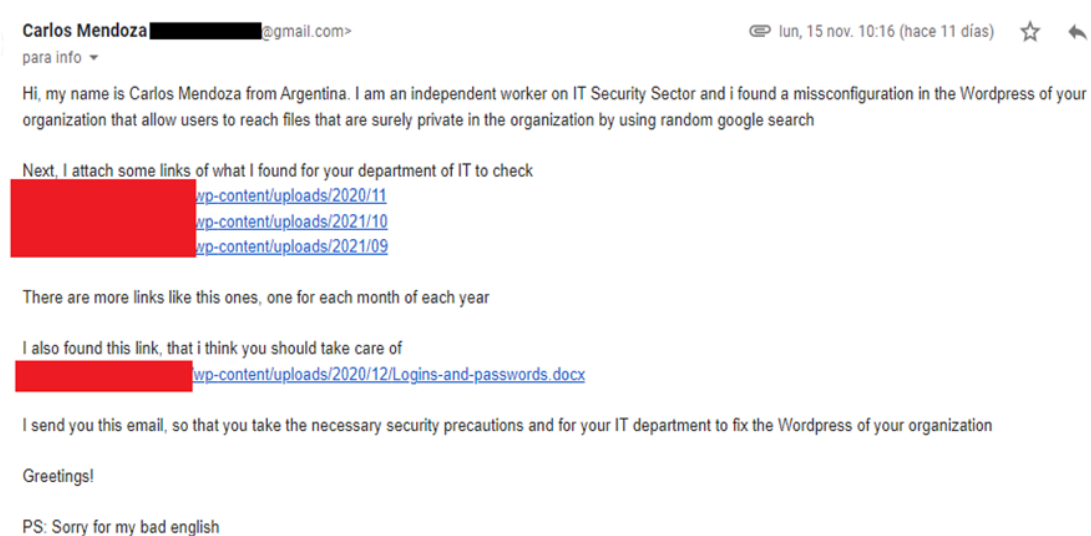 Carlos Mendoza @gmail.com>
lun, 15 nov. 10:16 (hace 11 días)
para info
Hi, my name is Carlos Mendoza from Argentina. I am an independent worker on IT Security Sector and i found a missconfiguration in the Wordpress of your
organization that allow users to reach files that are surely private in the organization by using random google search
Next, I attach some links of what I found for your department of IT to check
wp-content/uploads/2020/11
wp-content/uploads/2021/10
wp-content/uploads/2021/09
There are more links like this ones, one for each month of each year
I also found this link, that i think you should take care of
/wp-content/uploads/2020/12/Logins-and-passwords.docx
I send you this email, so that you take the necessary security precautions and for your IT department to fix the Wordpress of your organization
Greetings!
PS: Sorry for my bad english